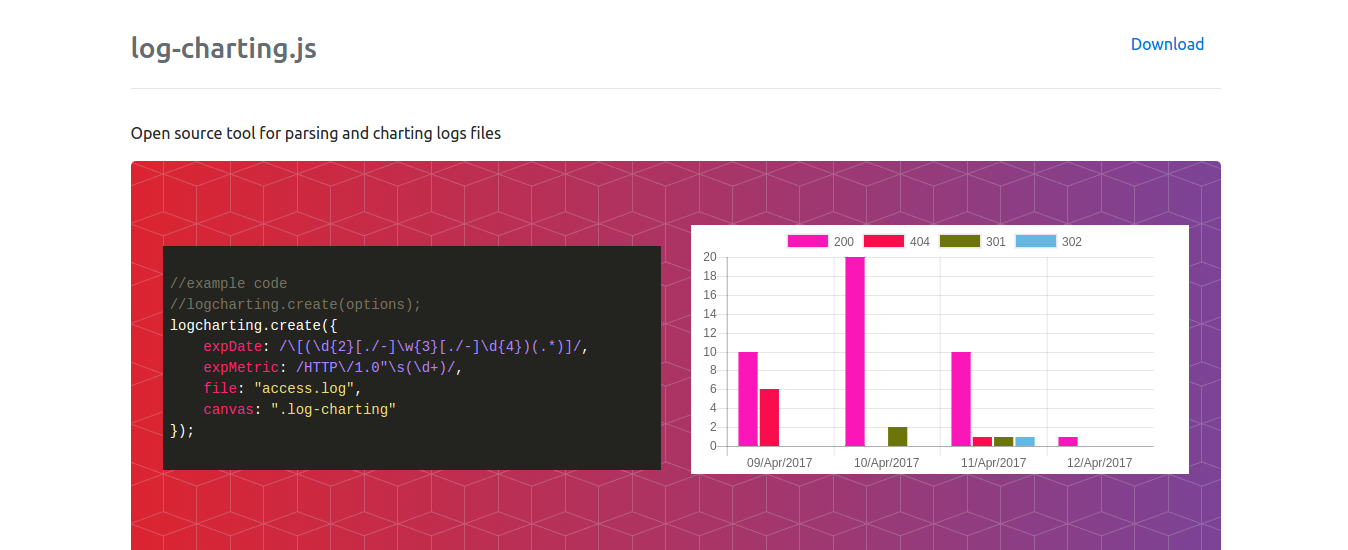 log-charting.js
Download
Open source tool for parsing and charting logs files
//example code
//logcharting.create(options);
logcharting.create({
    expDate: /\[(\d{2}[./-]\w{3}[./-]\d{4})(.*)]/,
    expMetric: /HTTP\/1.0"\s(\d+)/,
    file: "access.log",
    canvas: ".log-charting"
});
200 404 301 302
20
18
16
14
12
10
8
6
4
2
0
09/Apr/2017 10/Apr/2017 11/Apr/2017 12/Apr/2017